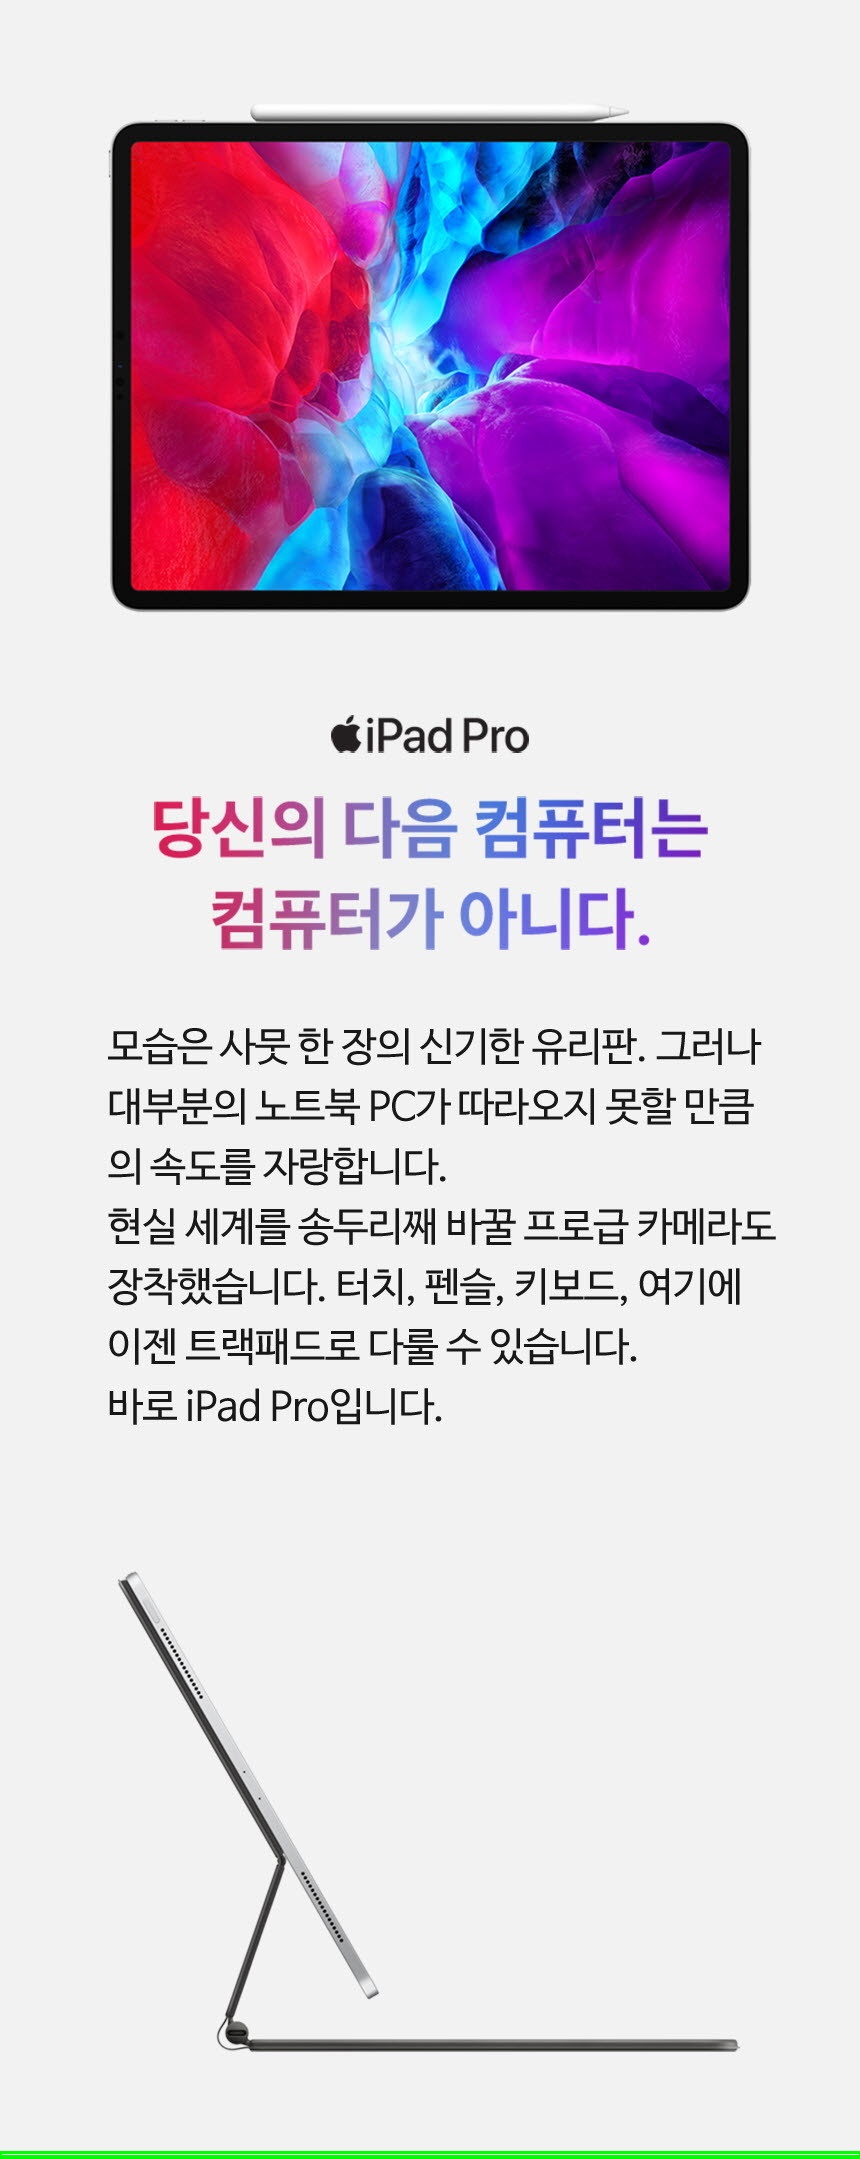 iPad Pro
당신의 다음 컴퓨터는
컴퓨터가 아니다.
모습은 사뭇 한 장의 신기한 유리판. 그러나
대부분의 노트북 PC가 따라오지 못할 만큼
의 속도를 자랑합니다.
현실 세계를 송두리째 바꿀 프로급 카메라도
장착했습니다. 터치, 펜슬, 키보드, 여기에
이젠 트랙패드로 다룰 수 있습니다.
바로 iPad Pro입니다.